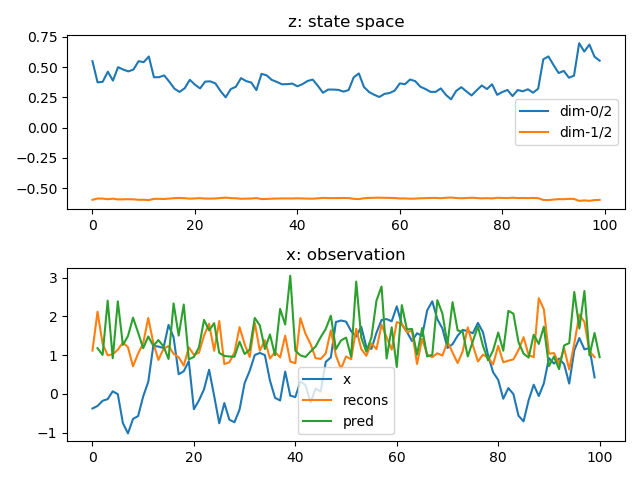 z: state space
0.75
0.50
0.25
0.00
−0.25
−0.50
dim-0/2
dim-1/2
0 20 40 60 80 100
x: observation
3
2
1
0
−1
x
recons
pred
0 20 40 60 80 100